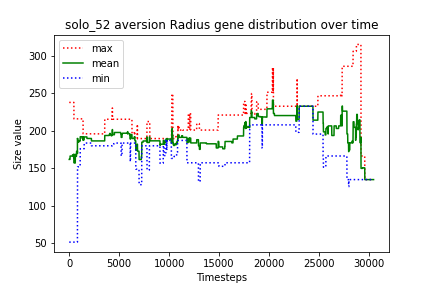 solo_52 aversion Radius gene distribution over time
max
mean
min
Size value
300
250
200
150
100
50
0
5000
10000
15000
20000
25000
30000
Timesteps